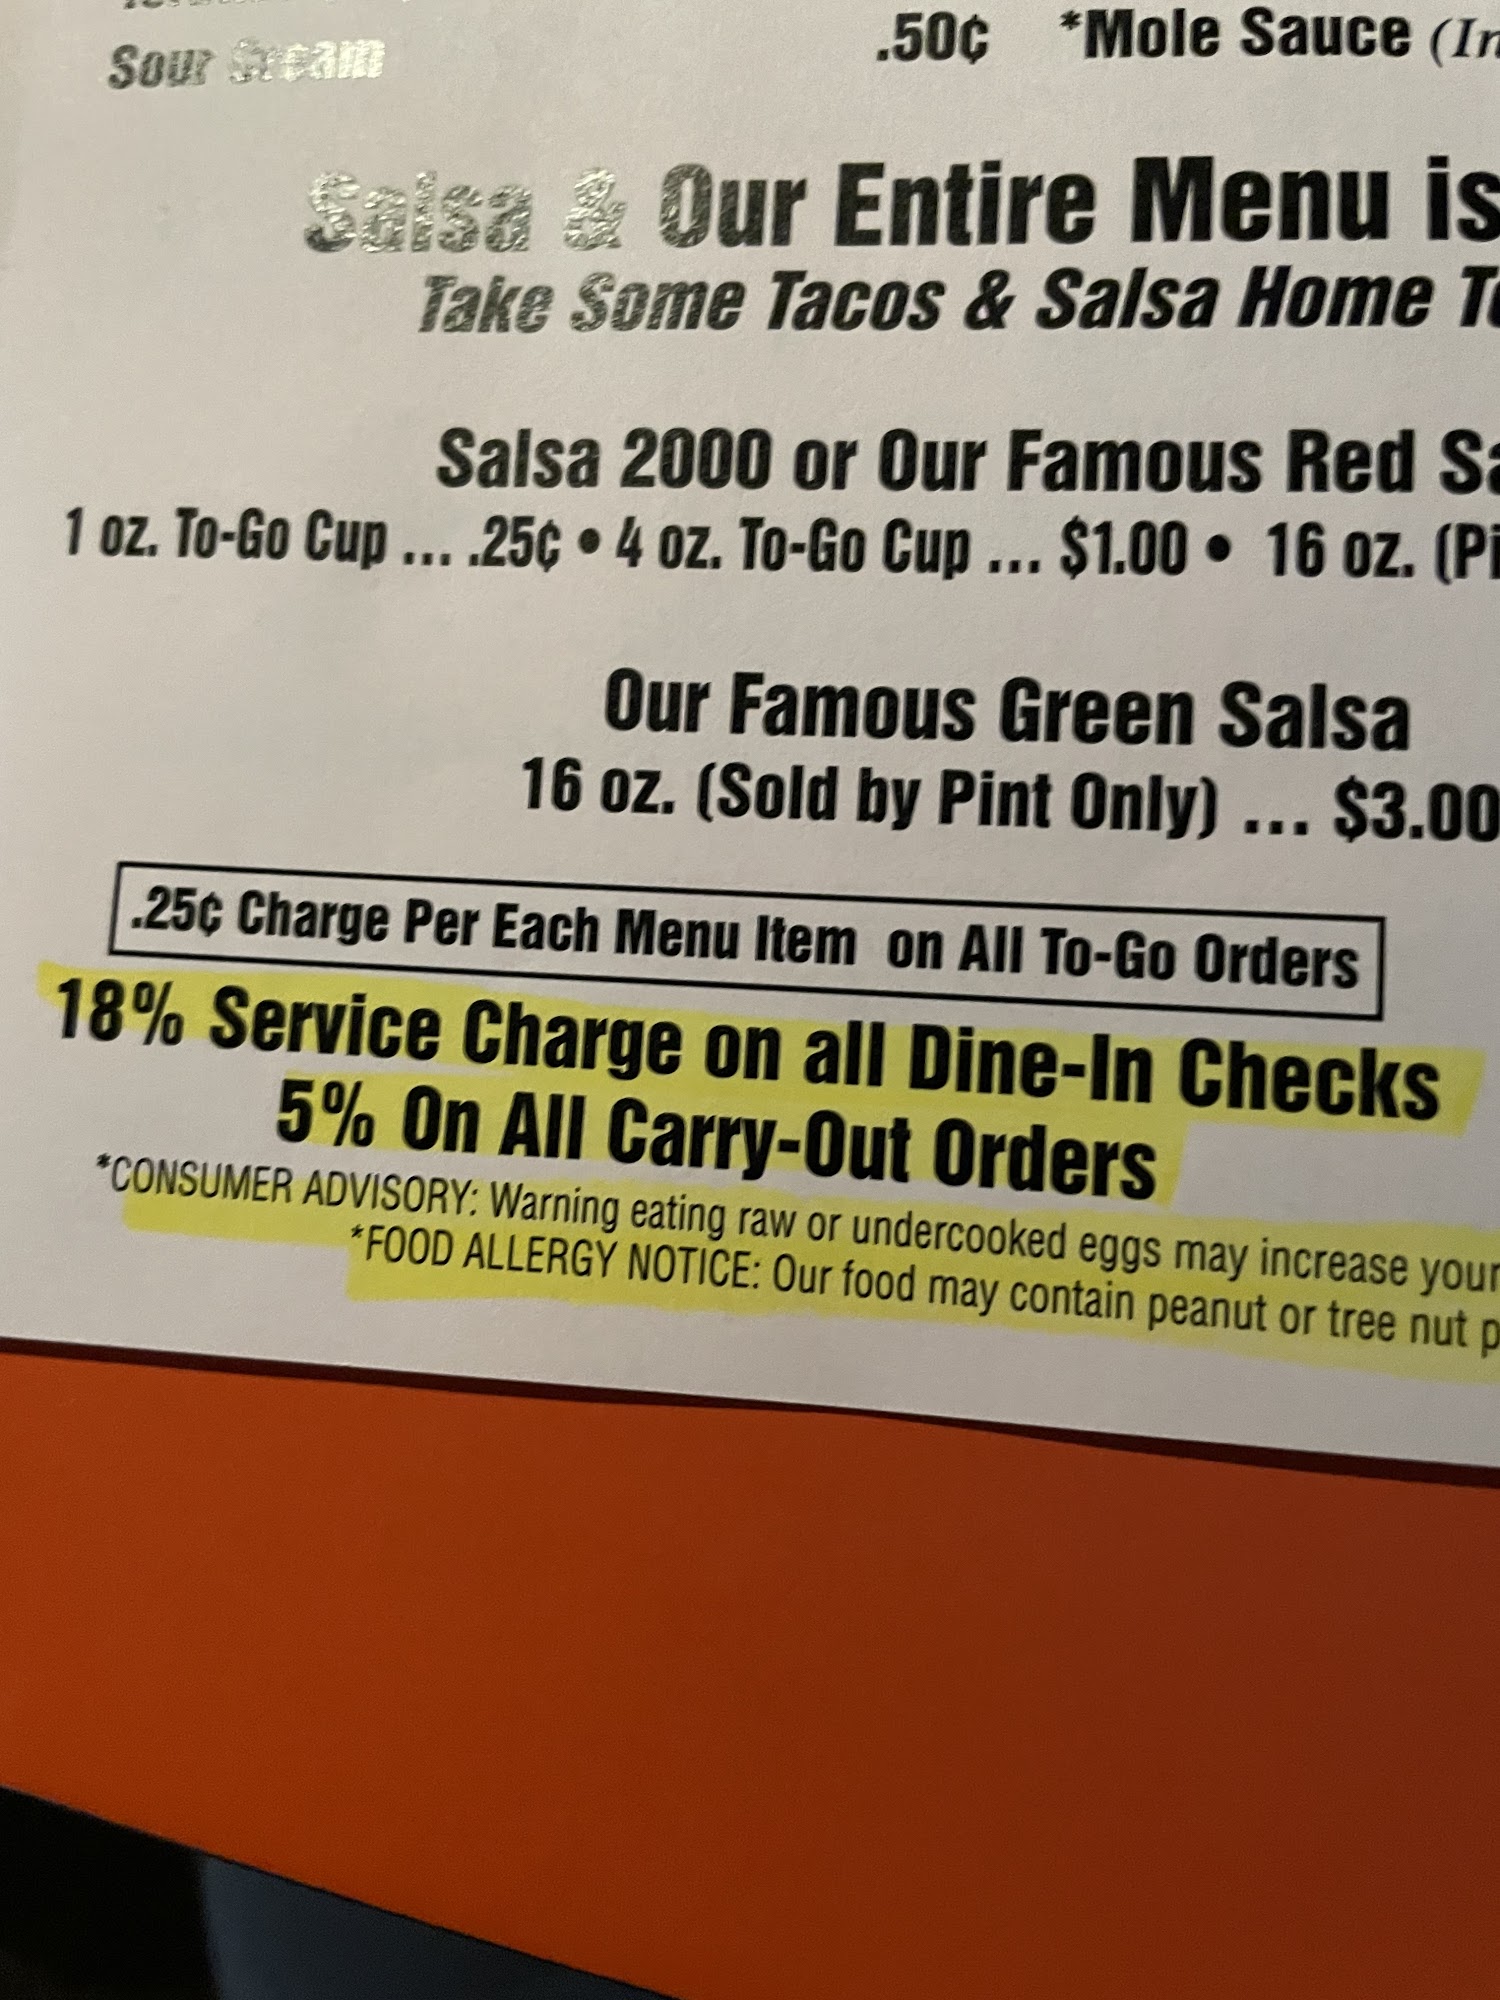 Sour Cream .50¢ *Mole Sauce
Salsa & Our Entire Menu is
Take Some Tacos & Salsa Home
Salsa 2000 or Our Famous Red
1 oz. To-Go Cup ... .25¢ • 4 oz. To-Go Cup ... $1.00 • 16 oz.
Our Famous Green Salsa
16 oz. (Sold by Pint Only) ... $3.00
.25¢ Charge Per Each Menu Item on All To-Go Orders
18% Service Charge on all Dine-In Checks
5% On All Carry-Out Orders
*CONSUMER ADVISORY: Warning eating raw or undercooked eggs may increase your
*FOOD ALLERGY NOTICE: Our food may contain peanut or tree nut